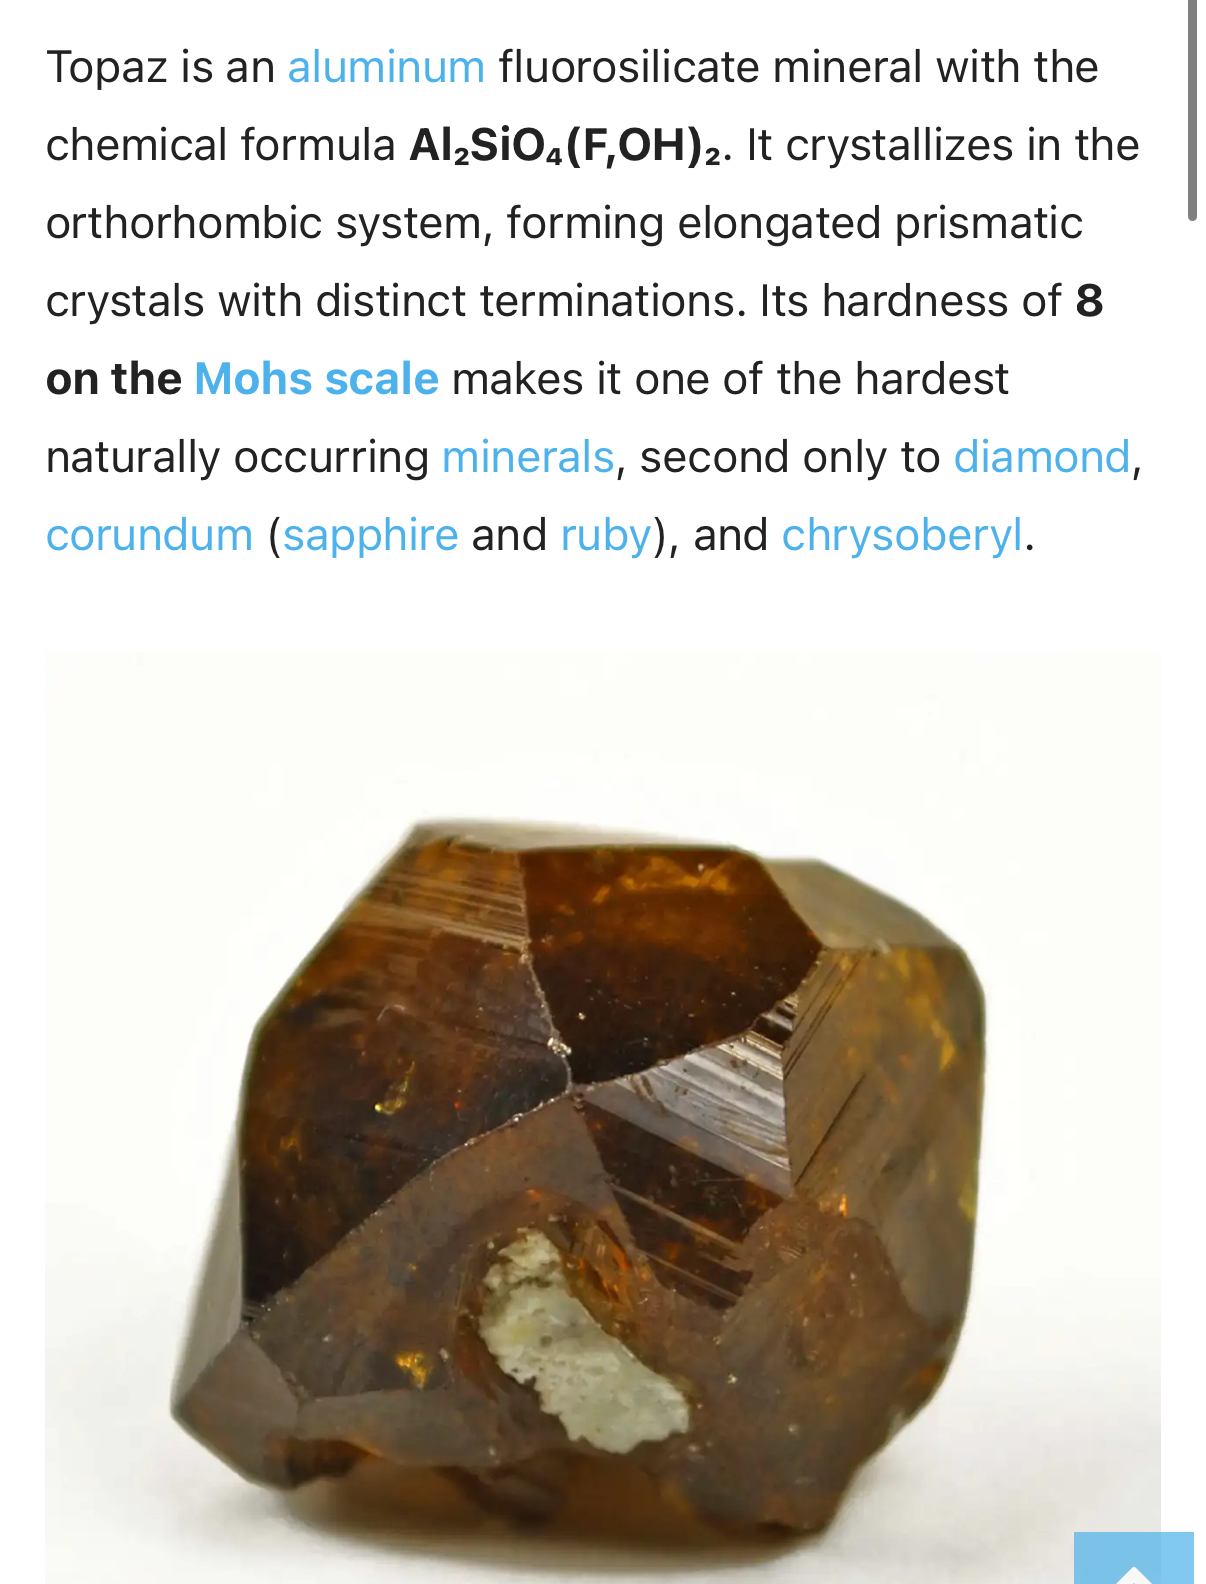 Topaz is an aluminum fluorosilicate mineral with the
chemical formula Al₂SiO₄(F,OH)₂. It crystallizes in the
orthorhombic system, forming elongated prismatic
crystals with distinct terminations. Its hardness of 8
on the Mohs scale makes it one of the hardest
naturally occurring minerals, second only to diamond,
corundum (sapphire and ruby), and chrysoberyl.